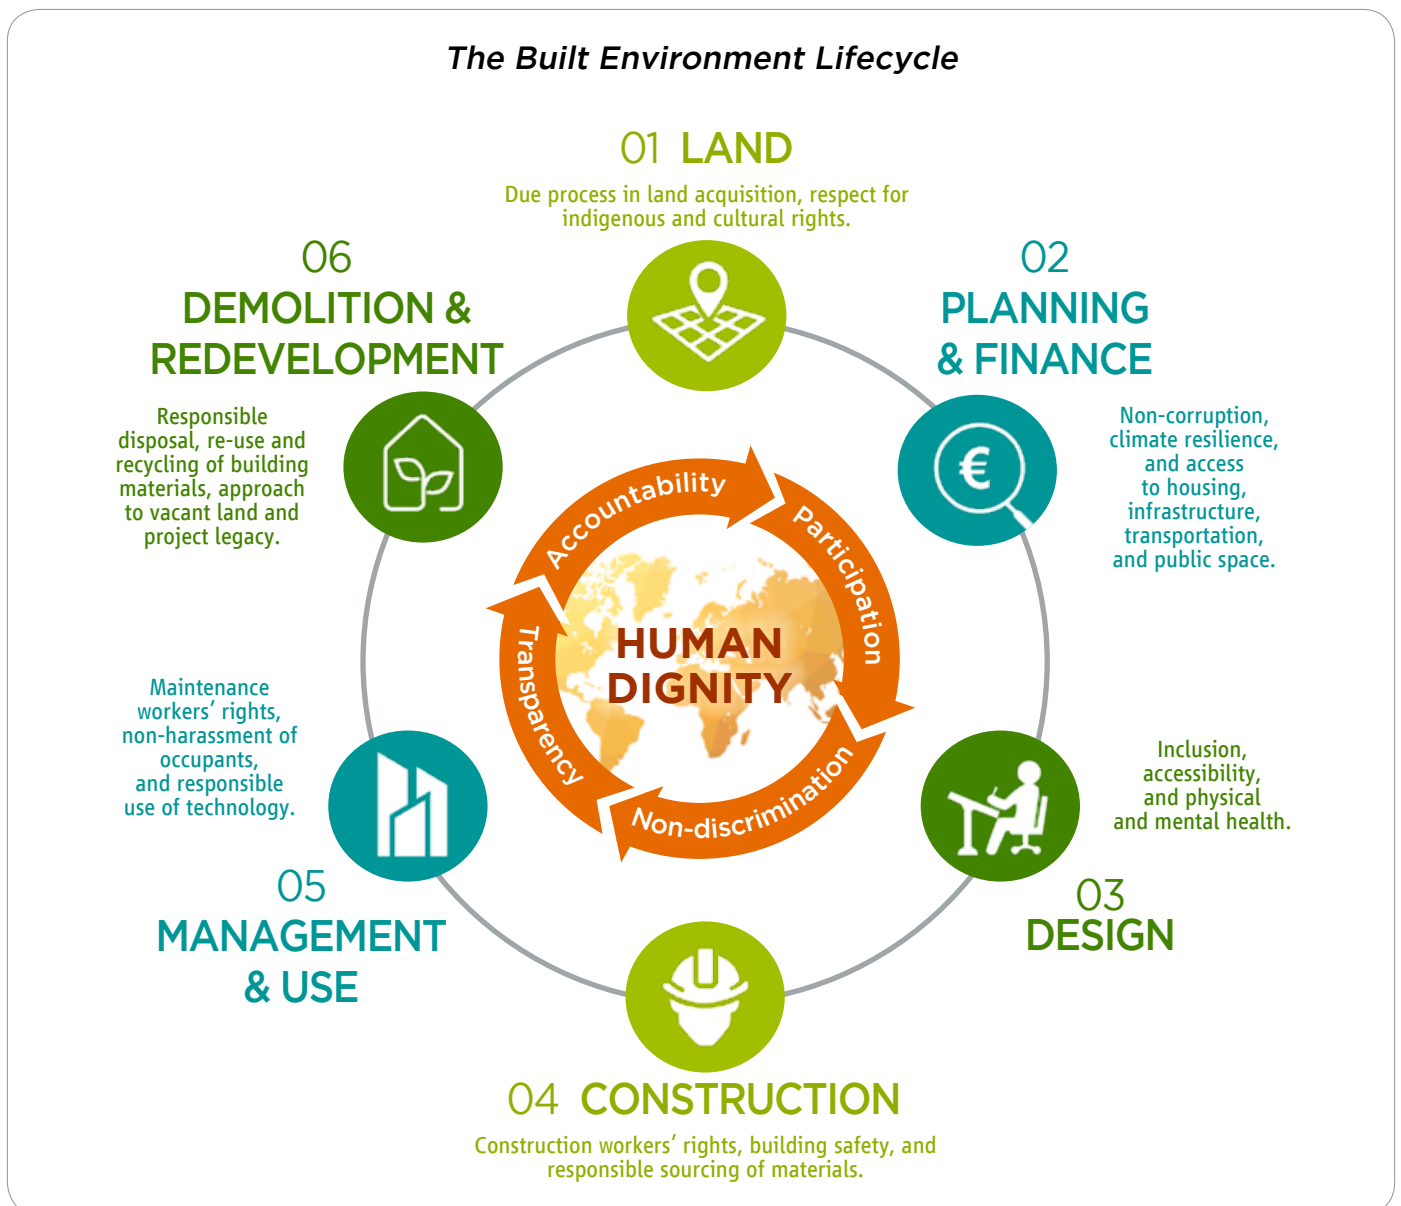 The Built Environment Lifecycle
01 LAND
Due process in land acquisition, respect for
indigenous and cultural rights.
02
PLANNING
& FINANCE
Non-corruption,
climate resilience,
and access
to housing,
infrastructure,
transportation,
and public space.
Inclusion,
accessibility,
and physical
and mental health.
03
DESIGN
04 CONSTRUCTION
Construction workers’ rights, building safety, and
responsible sourcing of materials.
Maintenance
workers’ rights,
non-harassment of
occupants,
and responsible
use of technology.
05
MANAGEMENT
& USE
06
DEMOLITION &
REDEVELOPMENT
Responsible
disposal, re-use and
recycling of building
materials, approach
to vacant land and
project legacy.
€
Accountability
Participation
Non-discrimination
Transparency
HUMAN
DIGNITY